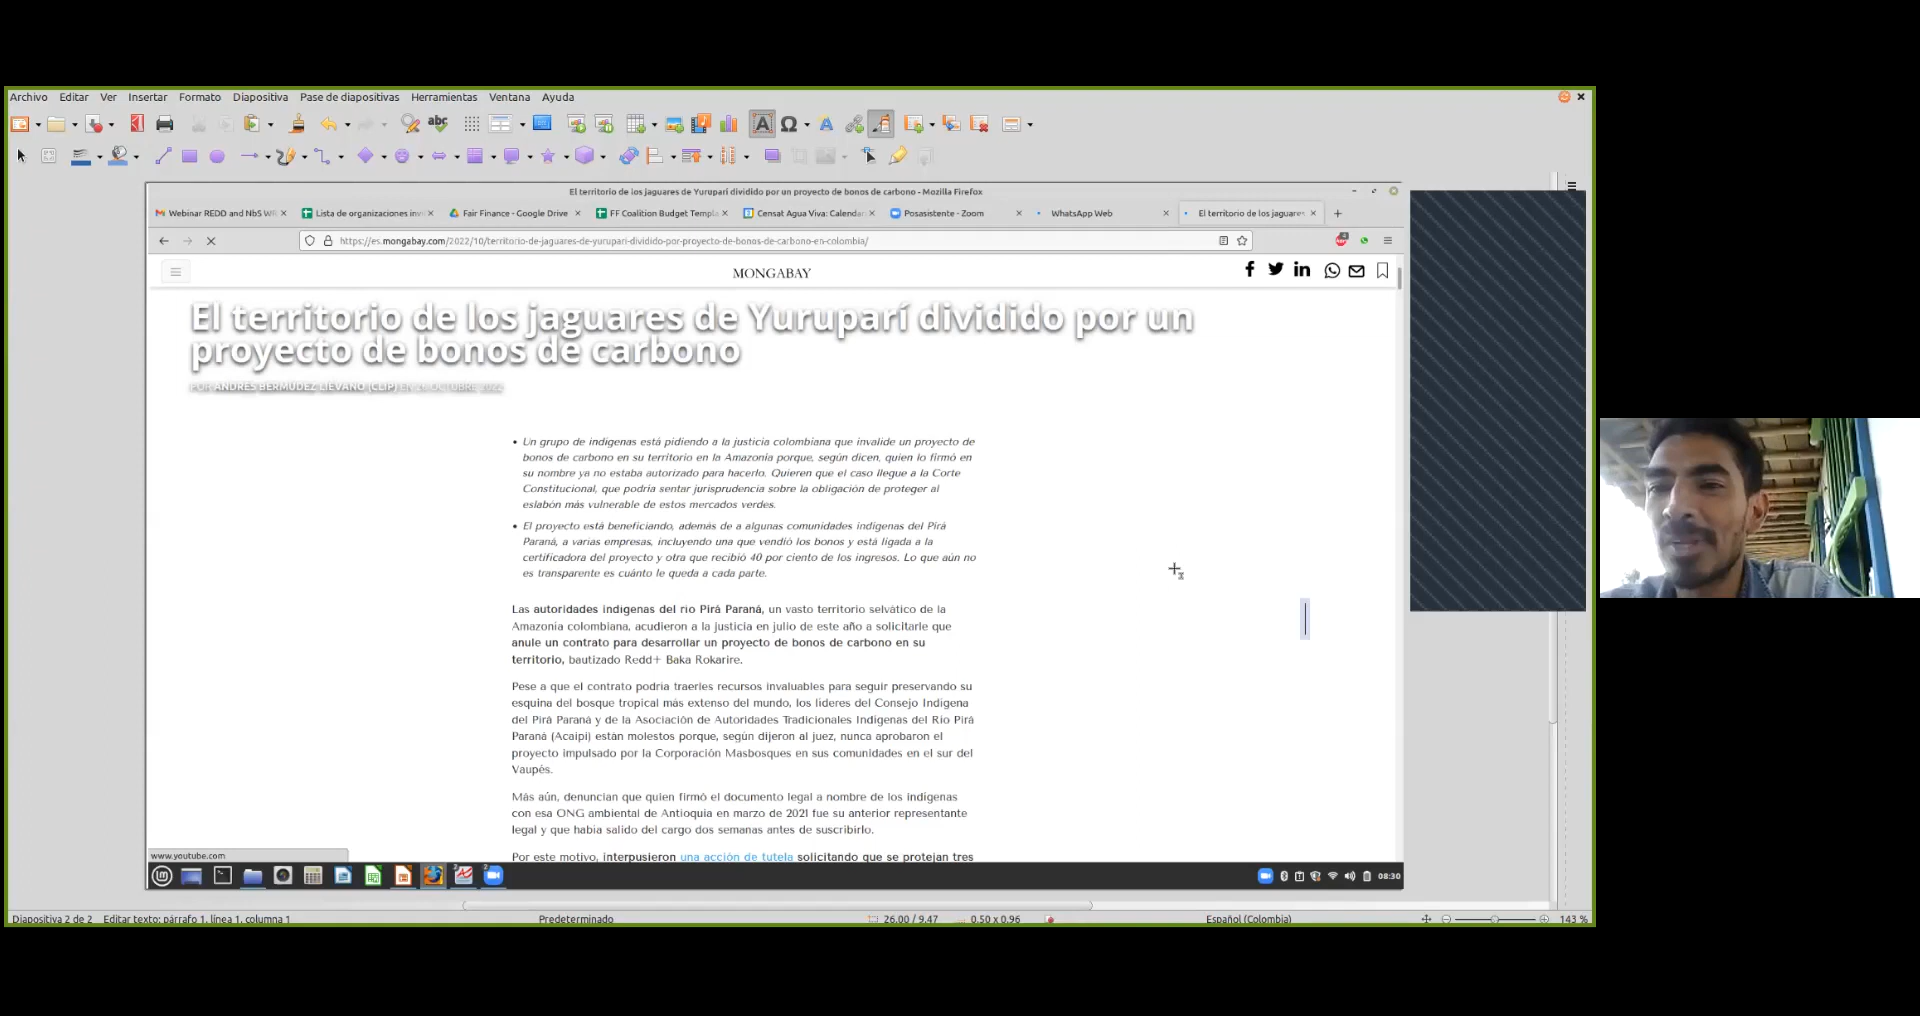 Archivo Editar Ver Insertar Formato Diapositiva Pase de diapositivas Herramientas Ventana Ayuda
El territorio de los jaguares de Yuruparí dividido por un proyecto de bonos de carbono - Mozilla Firefox
Webinar REDD and NbS WR
Lista de organizaciones invi
Fair Finance - Google Drive
FF Coalition Budget Templa
Censat Agua Viva: Calendar
Posasistente - Zoom
WhatsApp Web
El territorio de los jaguares
https://es.mongabay.com/2022/10/territorio-de-jaguares-de-yurupari-dividido-por-proyecto-de-bonos-de-carbono-en-colombia/
MONGABAY
El territorio de los jaguares de Yuruparí dividido por un
proyecto de bonos de carbono
POR ANDRÉS BERMÚDEZ LIÉVANO (CLIP) EN 26 OCTUBRE 2022
• Un grupo de indígenas está pidiendo a la justicia colombiana que invalide un proyecto de
bonos de carbono en su territorio en la Amazonía porque, según dicen, quien lo firmó en
su nombre ya no estaba autorizado para hacerlo. Quieren que el caso llegue a la Corte
Constitucional, que podría sentar jurisprudencia sobre la obligación de proteger al
eslabón más vulnerable de estos mercados verdes.
• El proyecto está beneficiando, además de a algunas comunidades indígenas del Pirá
Paraná, a varias empresas, incluyendo una que vendió los bonos y está ligada a la
certificadora del proyecto y otra que recibió 40 por ciento de los ingresos. Lo que aún no
es transparente es cuánto le queda a cada parte.
Las autoridades indígenas del río Pirá Paraná, un vasto territorio selvático de la
Amazonía colombiana, acudieron a la justicia en julio de este año a solicitarle que
anule un contrato para desarrollar un proyecto de bonos de carbono en su
territorio, bautizado Redd+ Baka Rokarire.
Pese a que el contrato podría traerles recursos invaluables para seguir preservando su
esquina del bosque tropical más extenso del mundo, los líderes del Consejo Indígena
del Pirá Paraná y de la Asociación de Autoridades Tradicionales Indígenas del Río Pirá
Paraná (Acaipi) están molestos porque, según dijeron al juez, nunca aprobaron el
proyecto impulsado por la Corporación Masbosques en sus comunidades en el sur del
Vaupés.
Más aún, denuncian que quien firmó el documento legal a nombre de los indígenas
con esa ONG ambiental de Antioquia en marzo de 2021 fue su anterior representante
legal y que había salido del cargo dos semanas antes de suscribirlo.
Por este motivo, interpusieron una acción de tutela solicitando que se protejan tres
www.youtube.com
08:30
Diapositiva 2 de 2 Editar texto: párrafo 1, línea 1, columna 1 Predeterminado 26.00 / 9.47 0.50 x 0.96 Español (Colombia) 143 %